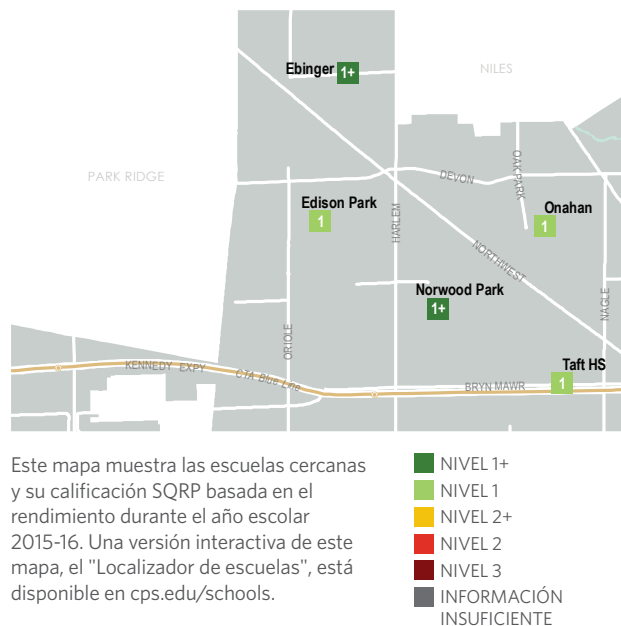 Ebinger
1+
NILES
PARK RIDGE
DEVON
OAK PARK
Edison Park
1
HARLEM
Onahan
1
NORTHWEST
Norwood Park
1+
NAGLE
ORIOLE
KENNEDY EXPY
CTA Blue Line
BRYN MAWR
Taft HS
1
Este mapa muestra las escuelas cercanas
y su calificación SQRP basada en el
rendimiento durante el año escolar
2015-16. Una versión interactiva de este
mapa, el "Localizador de escuelas", está
disponible en cps.edu/schools.
NIVEL 1+
NIVEL 1
NIVEL 2+
NIVEL 2
NIVEL 3
INFORMACIÓN
INSUFICIENTE